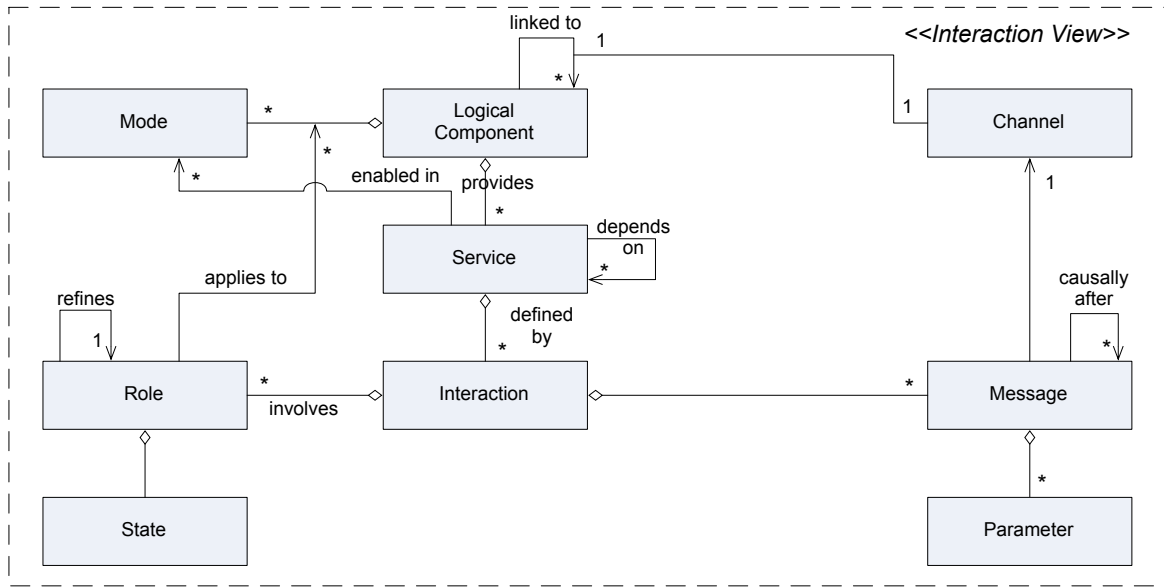 linked to
<<Interaction View>>
1
*
Mode
*
Logical
Component
1
Channel
*
*
enabled in
provides
1
*
Service
depends
on
*
applies to
refines
1
defined
by
*
causally
after
*
Role
*
involves
Interaction
*
Message
*
State
Parameter